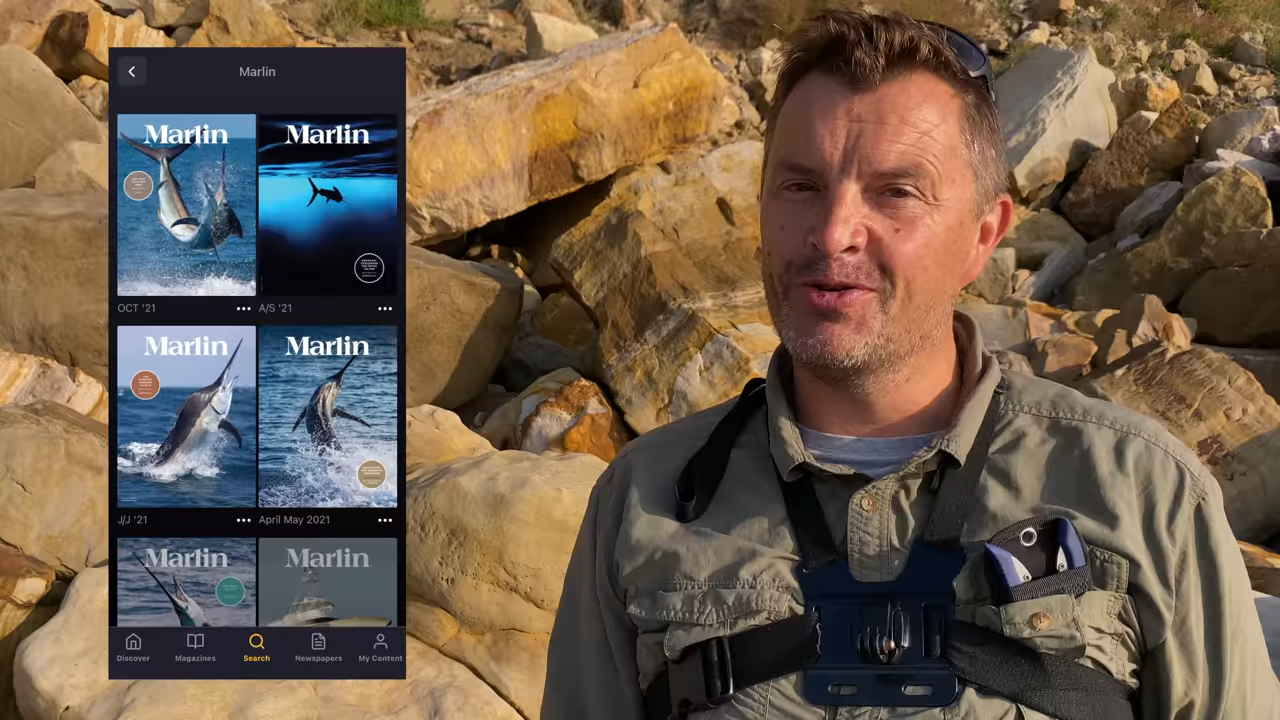 Marlin
Marlin
Marlin
OCT '21
A/S '21
Marlin
Marlin
J/J '21
April May 2021
Marlin
Marlin
Discover
Magazines
Search
Newspapers
My Content